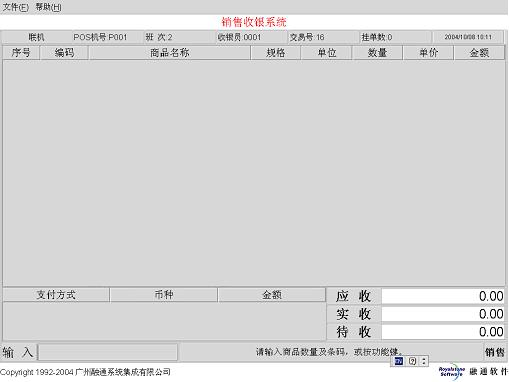 文件(F) 帮助(H)
销售收银系统
联机 POS机号:P001 班 次:2 收银员:0001 交易号:16 挂单数:0 2004/10/08 10:11
序号 编码 商品名称 规格 单位 数量 单价 金额
支付方式 币种 金额
应 收 0.00
实 收 0.00
待 收 0.00
输 入 请输入商品数量及条码，或按功能键。 销售
Copyright 1992-2004 广州融通系统集成有限公司
Royalstone Software 融通软件